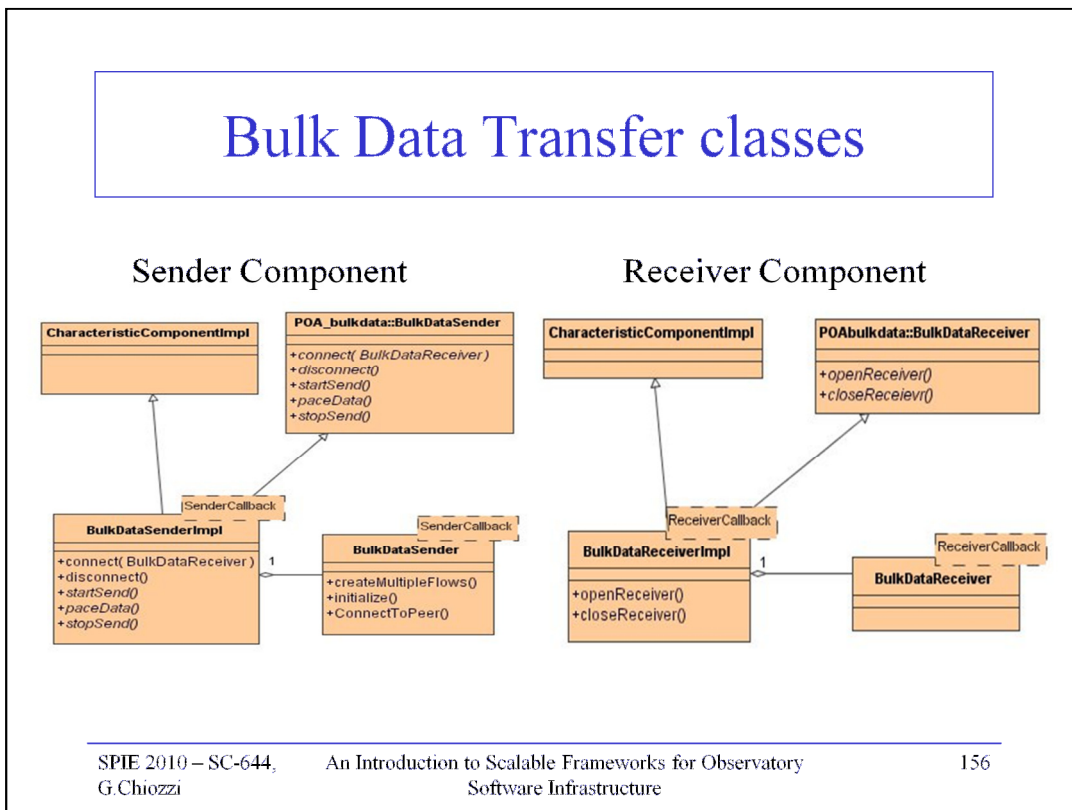 Bulk Data Transfer classes
Sender Component
Receiver Component
CharacteristicComponentImpl
POA_bulkdata::BulkDataSender
+connect( BulkDataReceiver )
+disconnect()
+startSend()
+paceData()
+stopSend()
SenderCallback
BulkDataSenderImpl
+connect( BulkDataReceiver )
+disconnect()
+startSend()
+paceData()
+stopSend()
1
SenderCallback
BulkDataSender
+createMultipleFlows()
+initialize()
+ConnectToPeer()
CharacteristicComponentImpl
POAbulkdata::BulkDataReceiver
+openReceiver()
+closeReceievr()
ReceiverCallback
BulkDataReceiverImpl
+openReceiver()
+closeReceiver()
1
ReceiverCallback
BulkDataReceiver
SPIE 2010 – SC-644,
G.Chiozzi
An Introduction to Scalable Frameworks for Observatory
Software Infrastructure
156